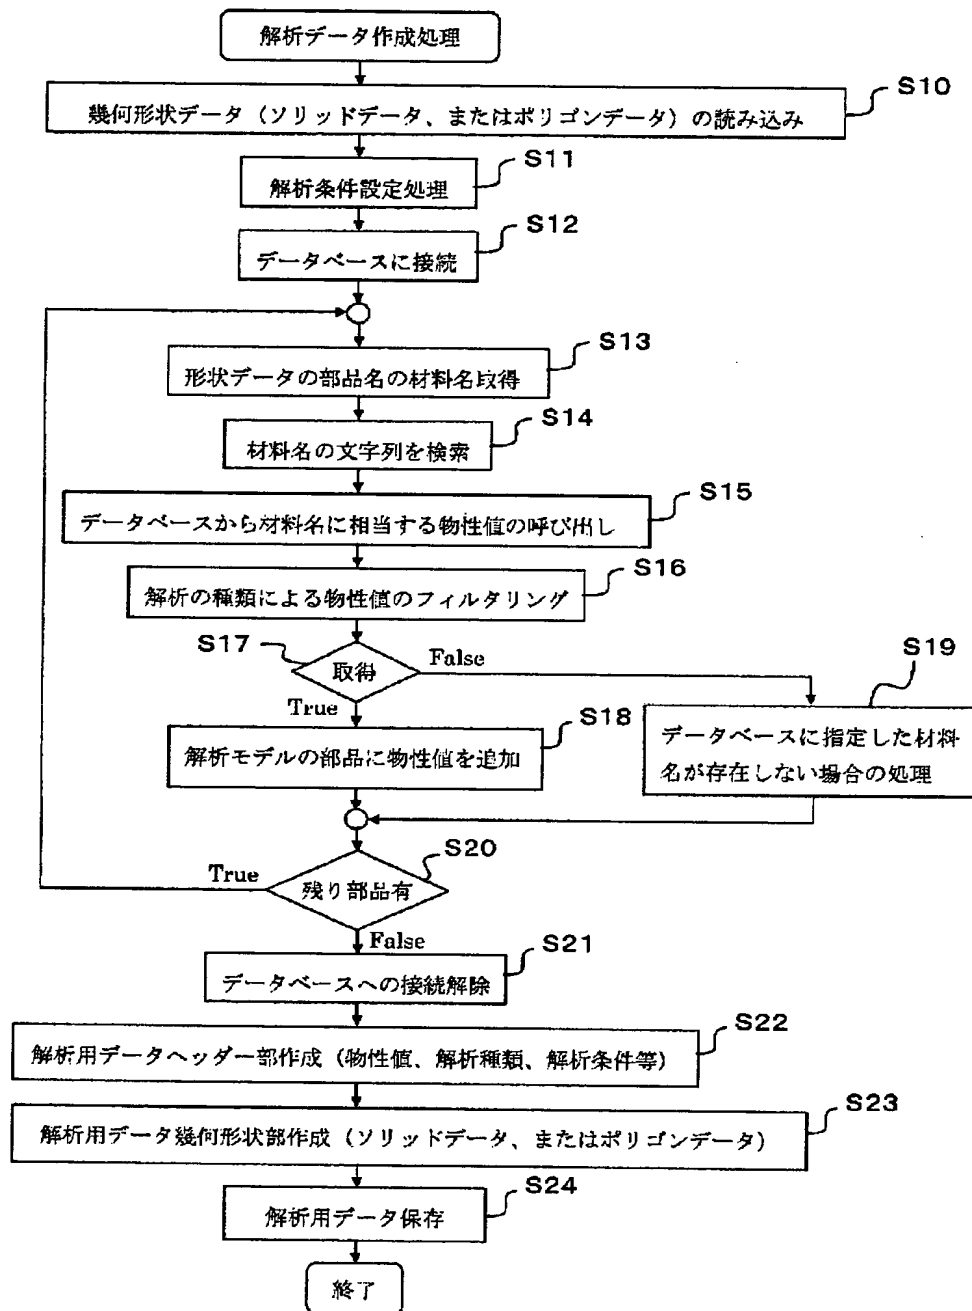 解析データ作成処理
S10
幾何形状データ（ソリッドデータ、またはポリゴンデータ）の読み込み
S11
解析条件設定処理
S12
データベースに接続
S13
形状データの部品名の材料名取得
S14
材料名の文字列を検索
S15
データベースから材料名に相当する物性値の呼び出し
S16
解析の種類による物性値のフィルタリング
S17
取得
False
True
S18
解析モデルの部品に物性値を追加
S19
データベースに指定した材料
名が存在しない場合の処理
S20
True
残り部品有
False
S21
データベースへの接続解除
S22
解析用データヘッダー部作成（物性値、解析種類、解析条件等）
S23
解析用データ幾何形状部作成（ソリッドデータ、またはポリゴンデータ）
S24
解析用データ保存
終了